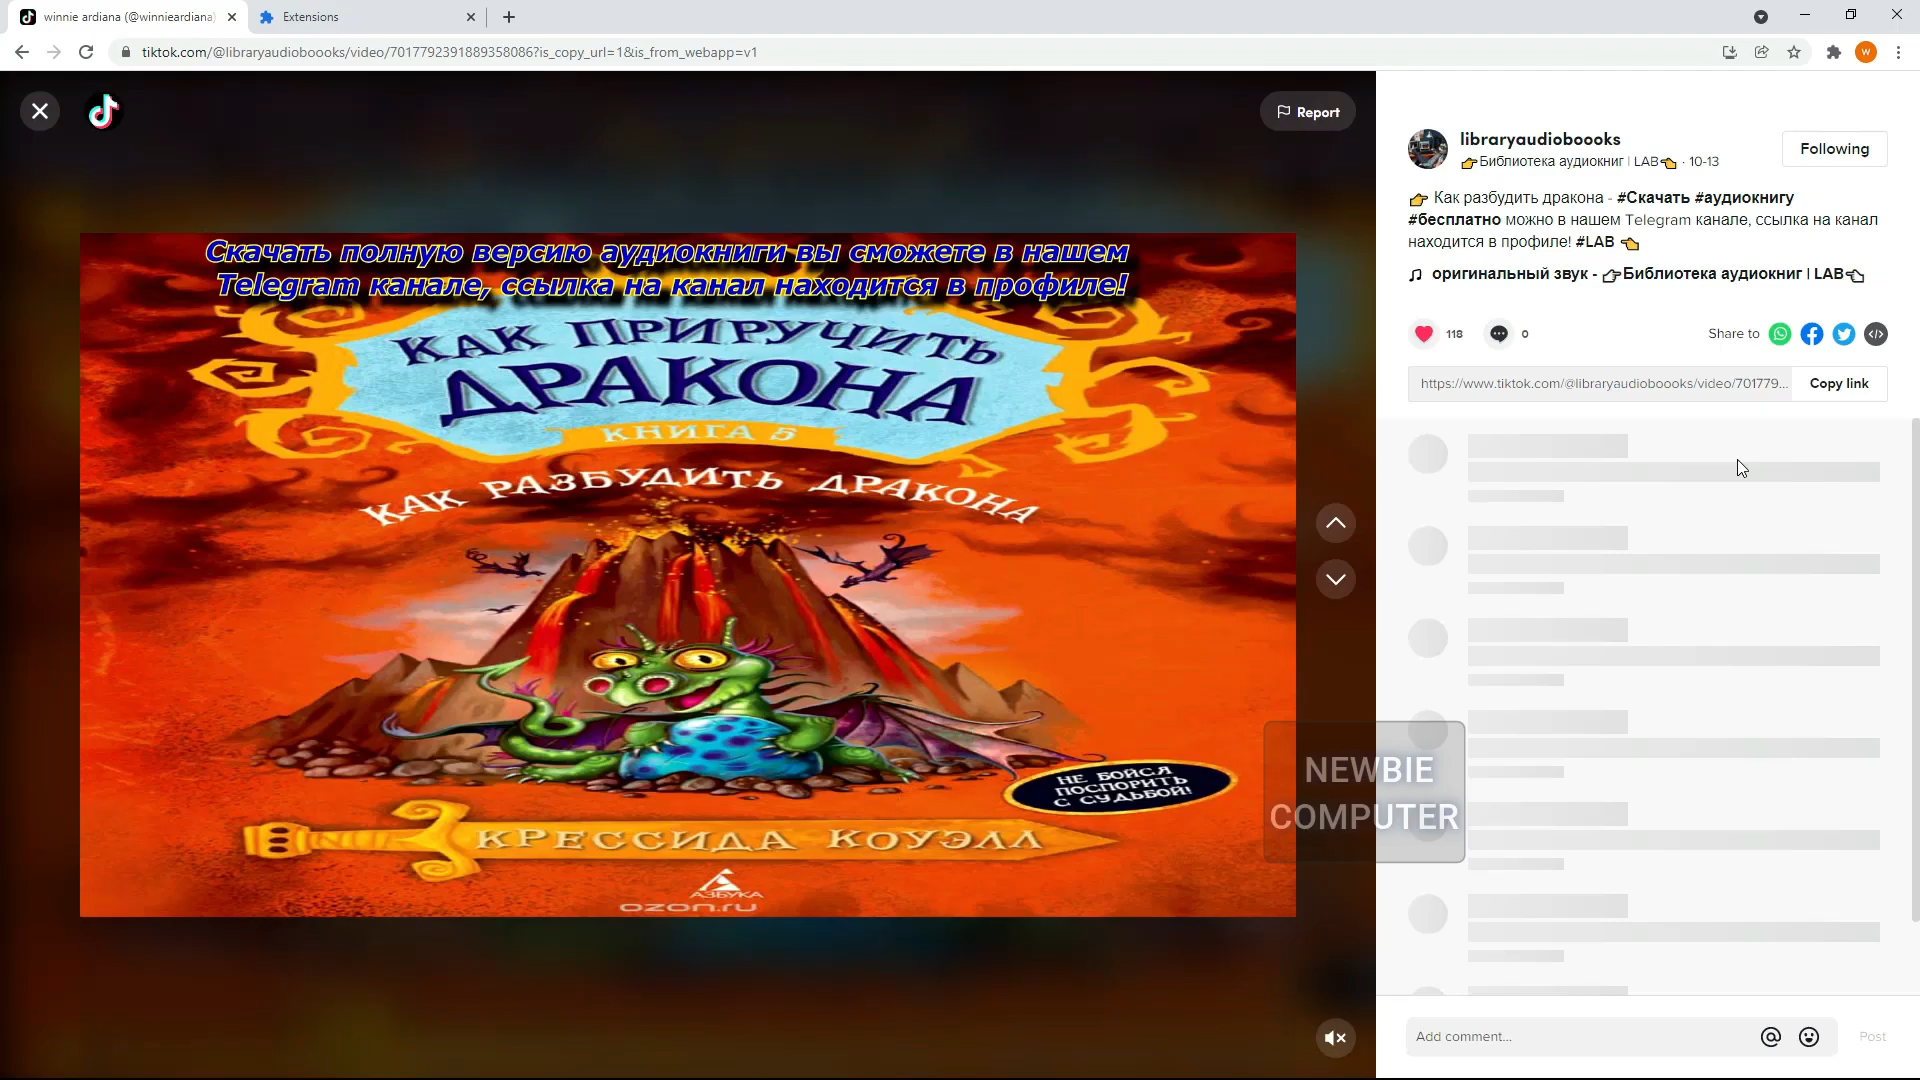 winnie ardiana (@winnieardiana)
Extensions
tiktok.com/@libraryaudioboooks/video/7017792391889358086?is_copy_url=1&is_from_webapp=v1
W
Report
Скачать полную версию аудиокниги вы сможете в нашем
Telegram канале, ссылка на канал находится в профиле!
КАК ПРИРУЧИТЬ
ДРАКОНА
КНИГА 5
КАК РАЗБУДИТЬ ДРАКОНА
НЕ БОЙСЯ
ПОСПОРИТЬ
С СУДЬБОЙ!
КРЕССИДА КОУЭЛЛ
АЗБУКА
ozon.ru
NEWBIE
COMPUTER
libraryaudioboooks
Библиотека аудиокниг | LAB · 10-13
Following
Как разбудить дракона - #Скачать #аудиокнигу
#бесплатно можно в нашем Telegram канале, ссылка на канал
находится в профиле! #LAB
оригинальный звук - Библиотека аудиокниг | LAB
118
0
Share to
https://www.tiktok.com/@libraryaudioboooks/video/701779...
Copy link
Add comment...
Post